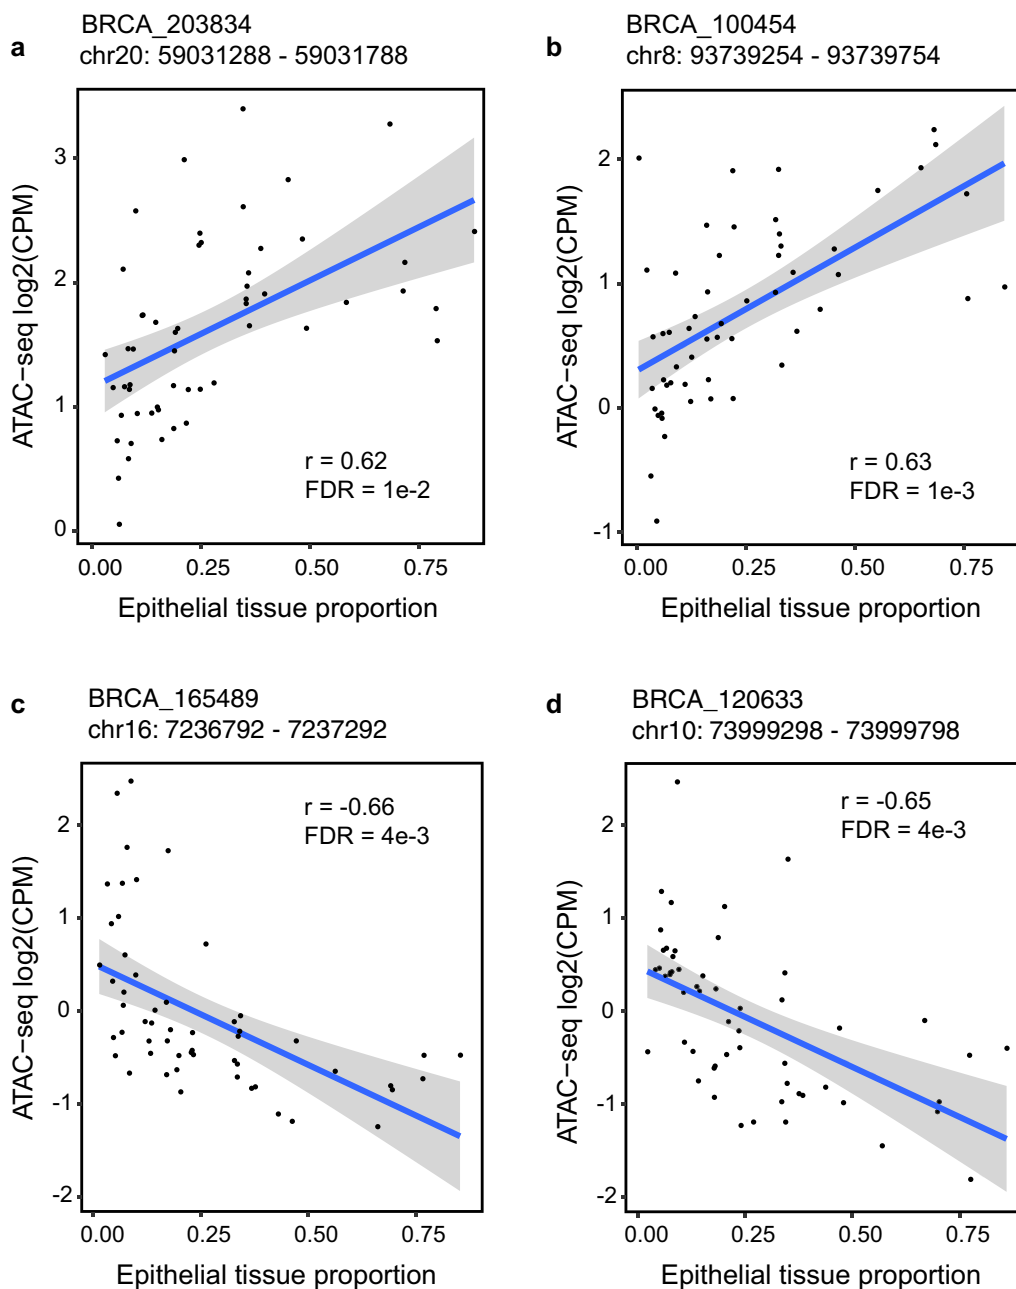 a
BRCA_203834
chr20: 59031288 - 59031788
ATAC-seq log2(CPM)
3
2
1
0
r = 0.62
FDR = 1e-2
0.00 0.25 0.50 0.75
Epithelial tissue proportion
b
BRCA_100454
chr8: 93739254 - 93739754
ATAC-seq log2(CPM)
2
1
0
-1
r = 0.63
FDR = 1e-3
0.00 0.25 0.50 0.75
Epithelial tissue proportion
c
BRCA_165489
chr16: 7236792 - 7237292
ATAC-seq log2(CPM)
2
1
0
-1
-2
r = -0.66
FDR = 4e-3
0.00 0.25 0.50 0.75
Epithelial tissue proportion
d
BRCA_120633
chr10: 73999298 - 73999798
ATAC-seq log2(CPM)
2
1
0
-1
-2
r = -0.65
FDR = 4e-3
0.00 0.25 0.50 0.75
Epithelial tissue proportion